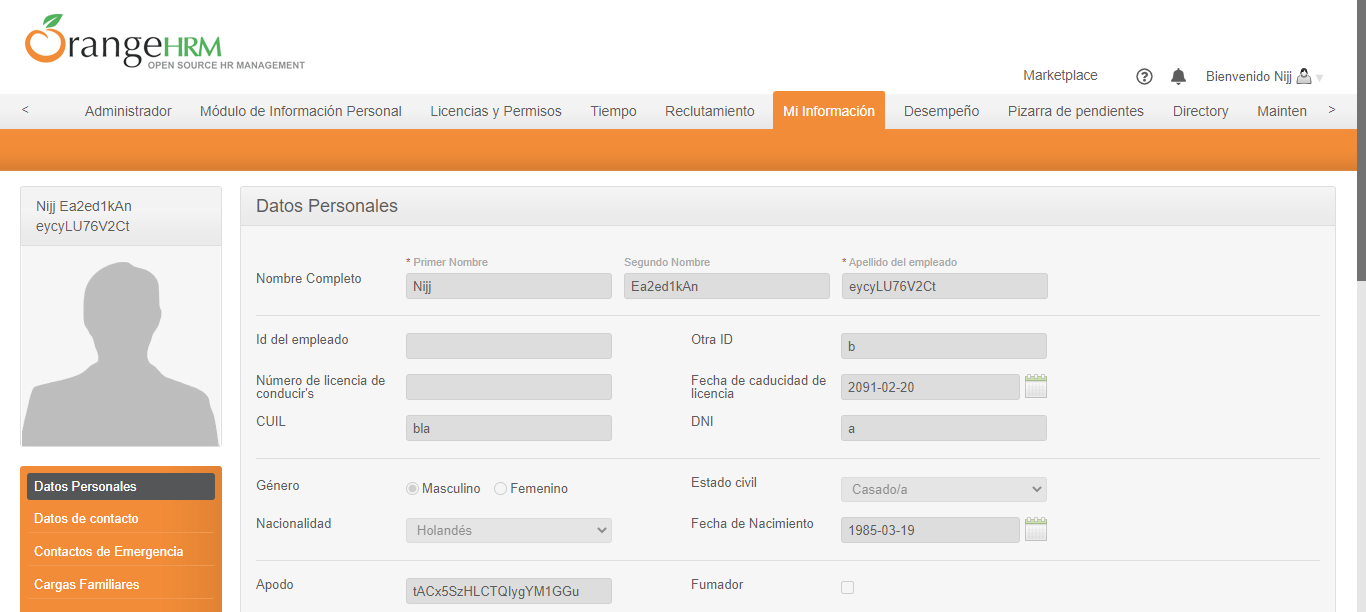 OrangeHRM
OPEN SOURCE HR MANAGEMENT
Marketplace
?
Bienvenido Nijj
<
Administrador
Módulo de Información Personal
Licencias y Permisos
Tiempo
Reclutamiento
Mi Información
Desempeño
Pizarra de pendientes
Directory
Mainten
>
Nijj Ea2ed1kAn
eycyLU76V2Ct
Datos Personales
Nombre Completo
* Primer Nombre
Segundo Nombre
* Apellido del empleado
Nijj
Ea2ed1kAn
eycyLU76V2Ct
Id del empleado
Otra ID
b
Número de licencia de
conducir's
Fecha de caducidad de
licencia
2091-02-20
CUIL
bla
DNI
a
Género
Masculino
Femenino
Estado civil
Casado/a
Nacionalidad
Holandés
Fecha de Nacimiento
1985-03-19
Apodo
tACx5SzHLCTQIygYM1GGu
Fumador
Datos Personales
Datos de contacto
Contactos de Emergencia
Cargas Familiares